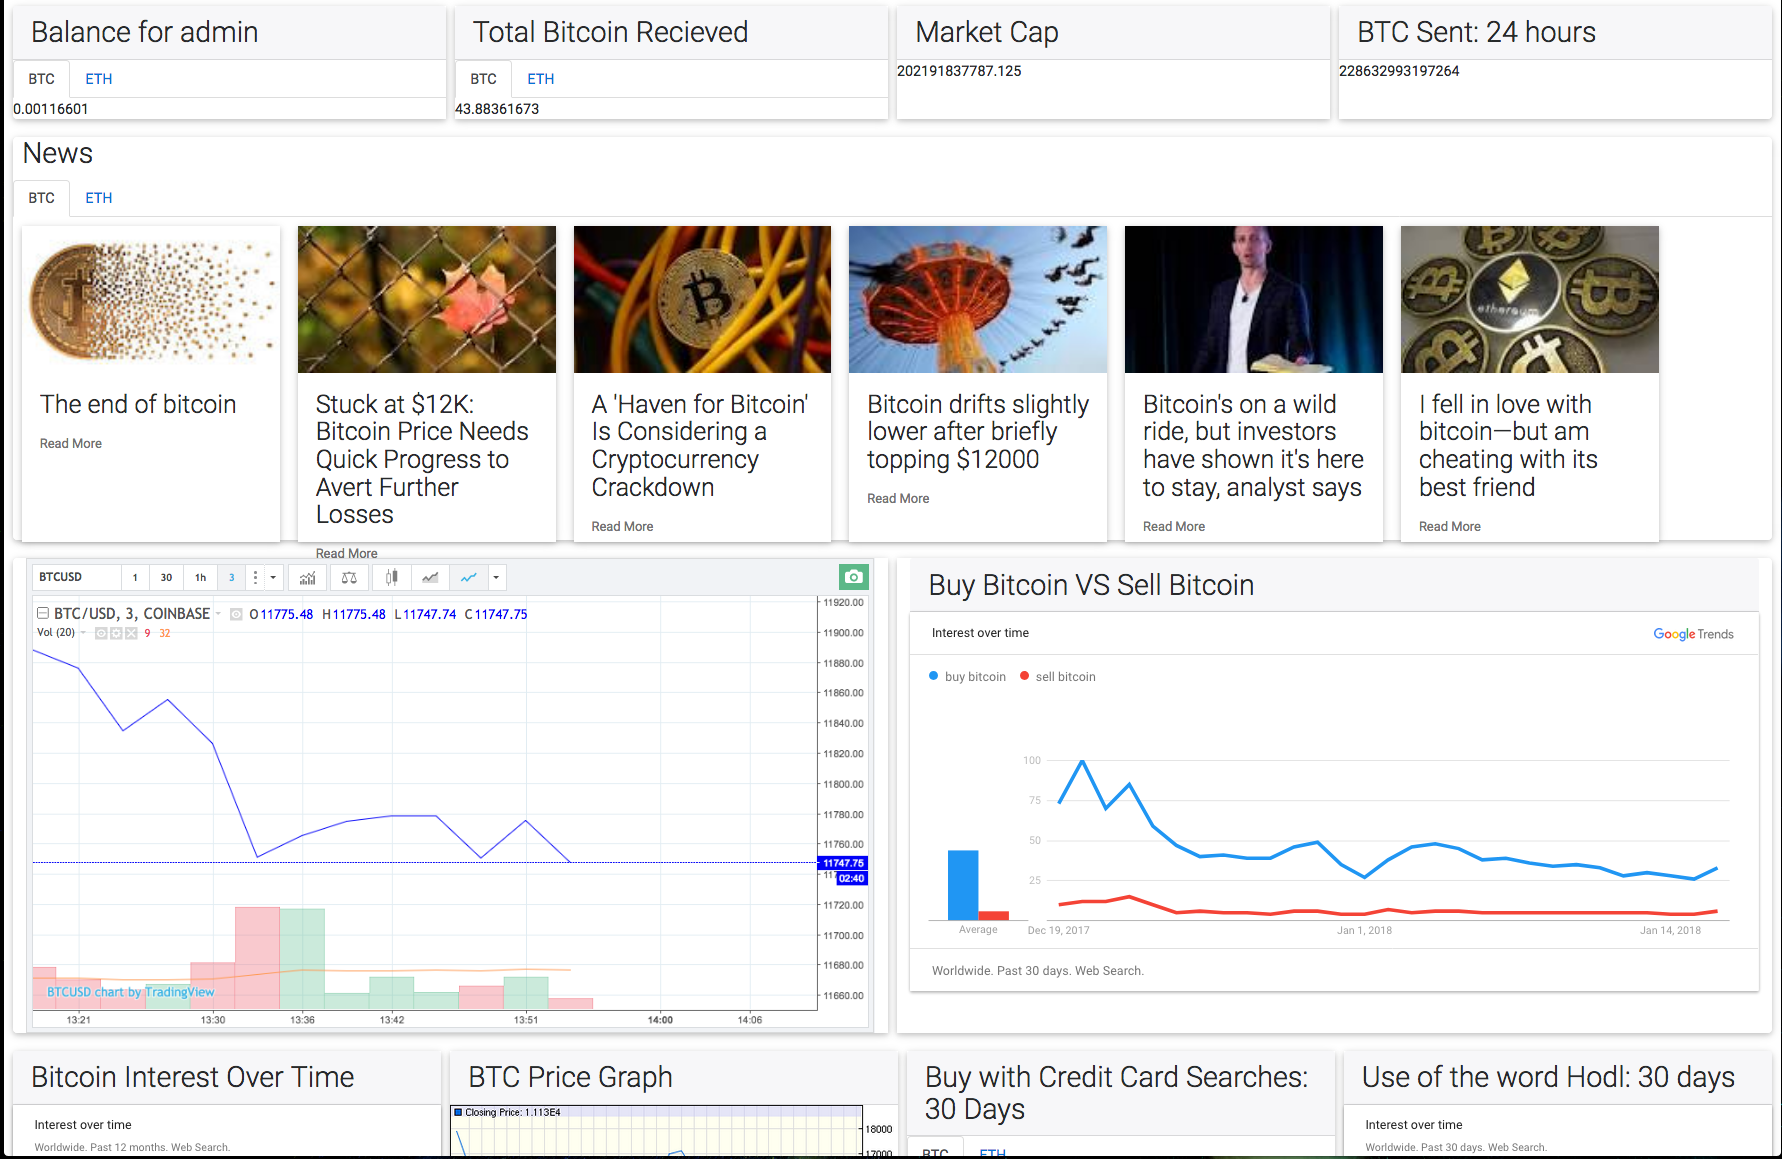 Balance for admin
BTC
ETH
0.00116601
Total Bitcoin Recieved
BTC
ETH
43.88361673
Market Cap
202191837787.125
BTC Sent: 24 hours
228632993197264
News
BTC
ETH
The end of bitcoin
Read More
Stuck at $12K:
Bitcoin Price Needs
Quick Progress to
Avert Further
Losses
Read More
A 'Haven for Bitcoin'
Is Considering a
Cryptocurrency
Crackdown
Read More
Bitcoin drifts slightly
lower after briefly
topping $12000
Read More
Bitcoin's on a wild
ride, but investors
have shown it's here
to stay, analyst says
Read More
ethereum
I fell in love with
bitcoin—but am
cheating with its
best friend
Read More
BTCUSD
1
30
1h
3
BTC/USD, 3, COINBASE
O11775.48 H11775.48 L11747.74 C11747.75
Vol (20)
9
32
11920.00
11900.00
11880.00
11860.00
11840.00
11820.00
11800.00
11780.00
11760.00
11747.75
02:40
11720.00
11700.00
11680.00
11660.00
BTCUSD chart by TradingView
13:21
13:30
13:36
13:42
13:51
14:00
14:06
Buy Bitcoin VS Sell Bitcoin
Interest over time
Google Trends
buy bitcoin
sell bitcoin
100
75
50
25
Average
Dec 19, 2017
Jan 1, 2018
Jan 14, 2018
Worldwide. Past 30 days. Web Search.
Bitcoin Interest Over Time
Interest over time
Worldwide. Past 12 months. Web Search.
BTC Price Graph
Closing Price: 1.113E4
18000
17000
Buy with Credit Card Searches:
30 Days
BTC
ETH
Use of the word Hodl: 30 days
Interest over time
Worldwide. Past 30 days. Web Search.